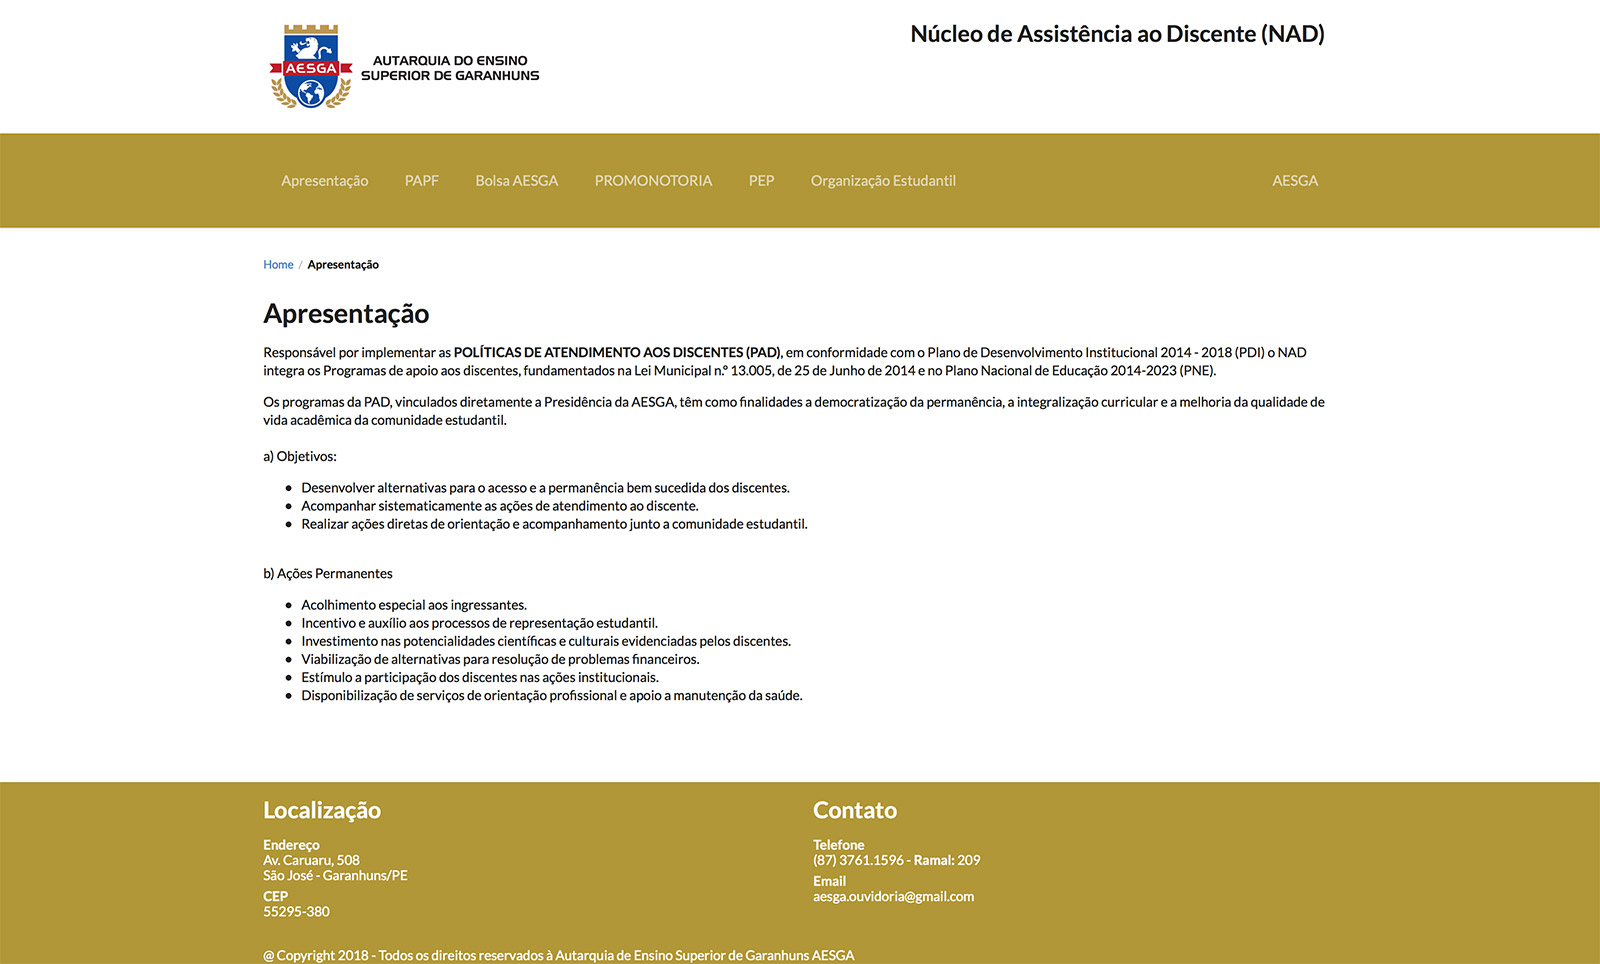 AESGA
AUTARQUIA DO ENSINO
SUPERIOR DE GARANHUNS
Núcleo de Assistência ao Discente (NAD)
Apresentação PAPF Bolsa AESGA PROMONOTORIA PEP Organização Estudantil AESGA
Home / Apresentação
Apresentação
Responsável por implementar as POLÍTICAS DE ATENDIMENTO AOS DISCENTES (PAD), em conformidade com o Plano de Desenvolvimento Institucional 2014 - 2018 (PDI) o NAD
integra os Programas de apoio aos discentes, fundamentados na Lei Municipal n.º 13.005, de 25 de Junho de 2014 e no Plano Nacional de Educação 2014-2023 (PNE).
Os programas da PAD, vinculados diretamente a Presidência da AESGA, têm como finalidades a democratização da permanência, a integralização curricular e a melhoria da qualidade de
vida acadêmica da comunidade estudantil.
a) Objetivos:
• Desenvolver alternativas para o acesso e a permanência bem sucedida dos discentes.
• Acompanhar sistematicamente as ações de atendimento ao discente.
• Realizar ações diretas de orientação e acompanhamento junto a comunidade estudantil.
b) Ações Permanentes
• Acolhimento especial aos ingressantes.
• Incentivo e auxílio aos processos de representação estudantil.
• Investimento nas potencialidades científicas e culturais evidenciadas pelos discentes.
• Viabilização de alternativas para resolução de problemas financeiros.
• Estímulo a participação dos discentes nas ações institucionais.
• Disponibilização de serviços de orientação profissional e apoio a manutenção da saúde.
Localização
Endereço
Av. Caruaru, 508
São José - Garanhuns/PE
CEP
55295-380
Contato
Telefone
(87) 3761.1596 - Ramal: 209
Email
aesga.ouvidoria@gmail.com
@ Copyright 2018 - Todos os direitos reservados à Autarquia de Ensino Superior de Garanhuns AESGA